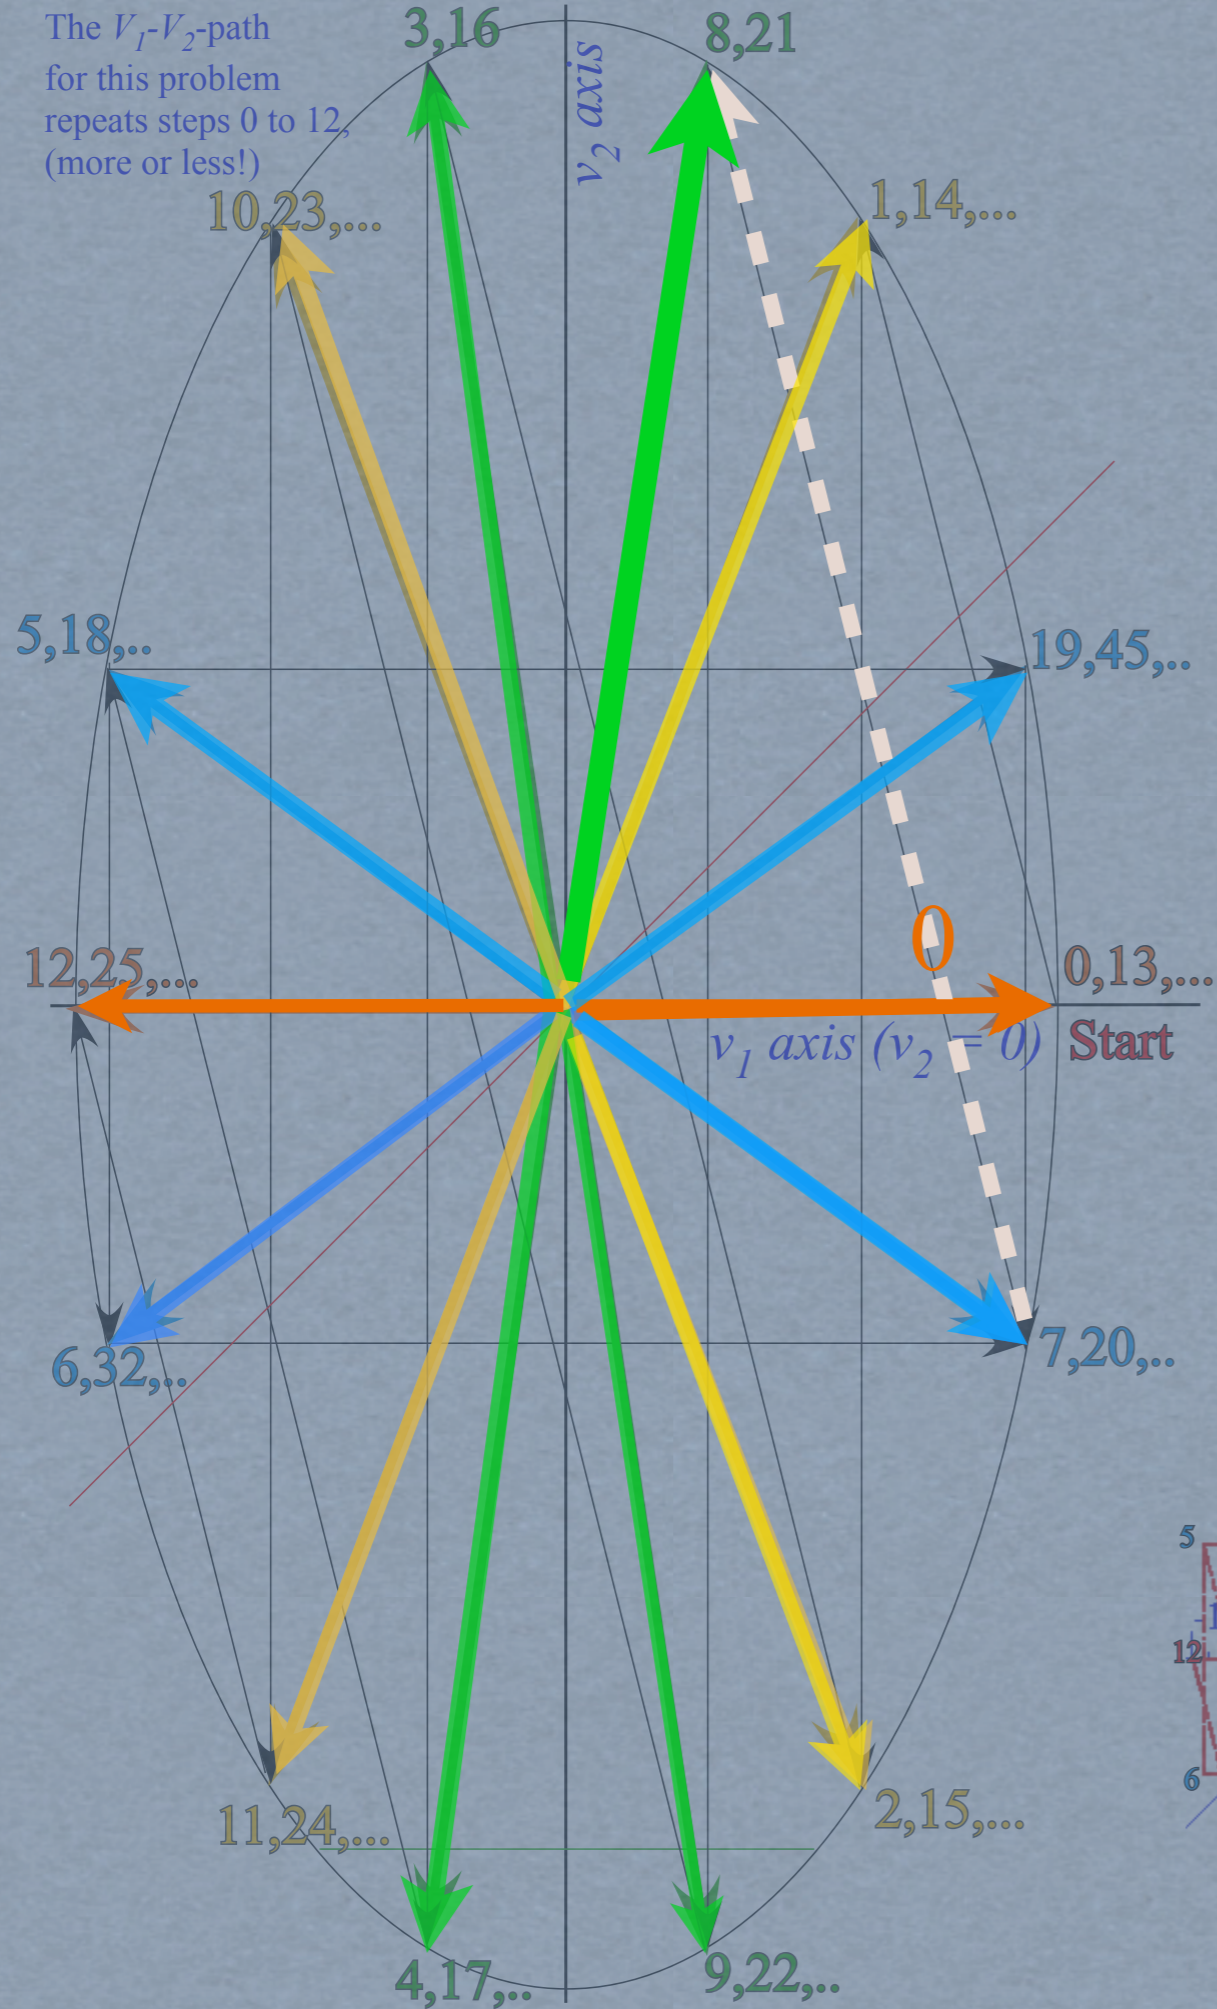 The V₁-V₂-path
for this problem
repeats steps 0 to 12,
(more or less!)
3,16
8,21
v₂ axis
10,23,...
1,14,...
5,18,..
19,45,..
0
12,25,...
0,13,...
v₁ axis (v₂ = 0)
Start
6,32,..
7,20,..
5
-1
12
6
11,24,...
2,15,...
4,17,..
9,22,..